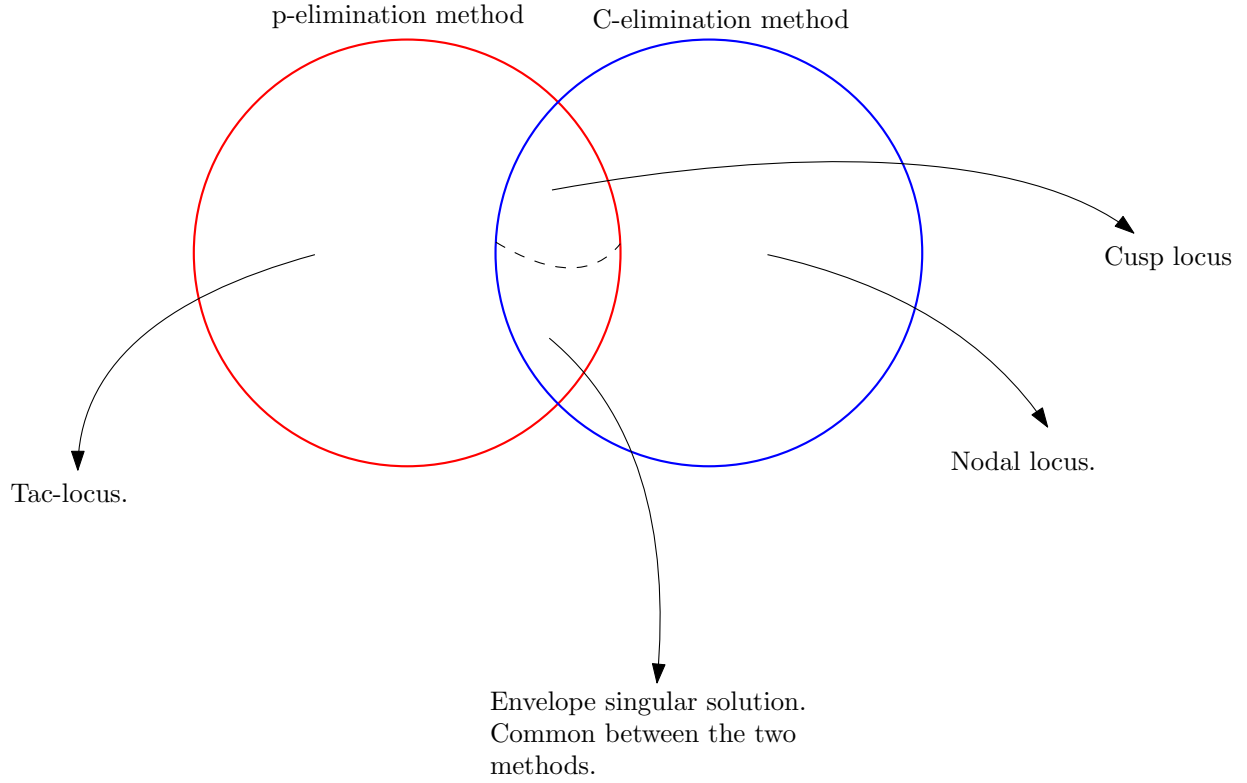 p-elimination method
C-elimination method
Cusp locus
Nodal locus.
Tac-locus.
Envelope singular solution.
Common between the two
methods.